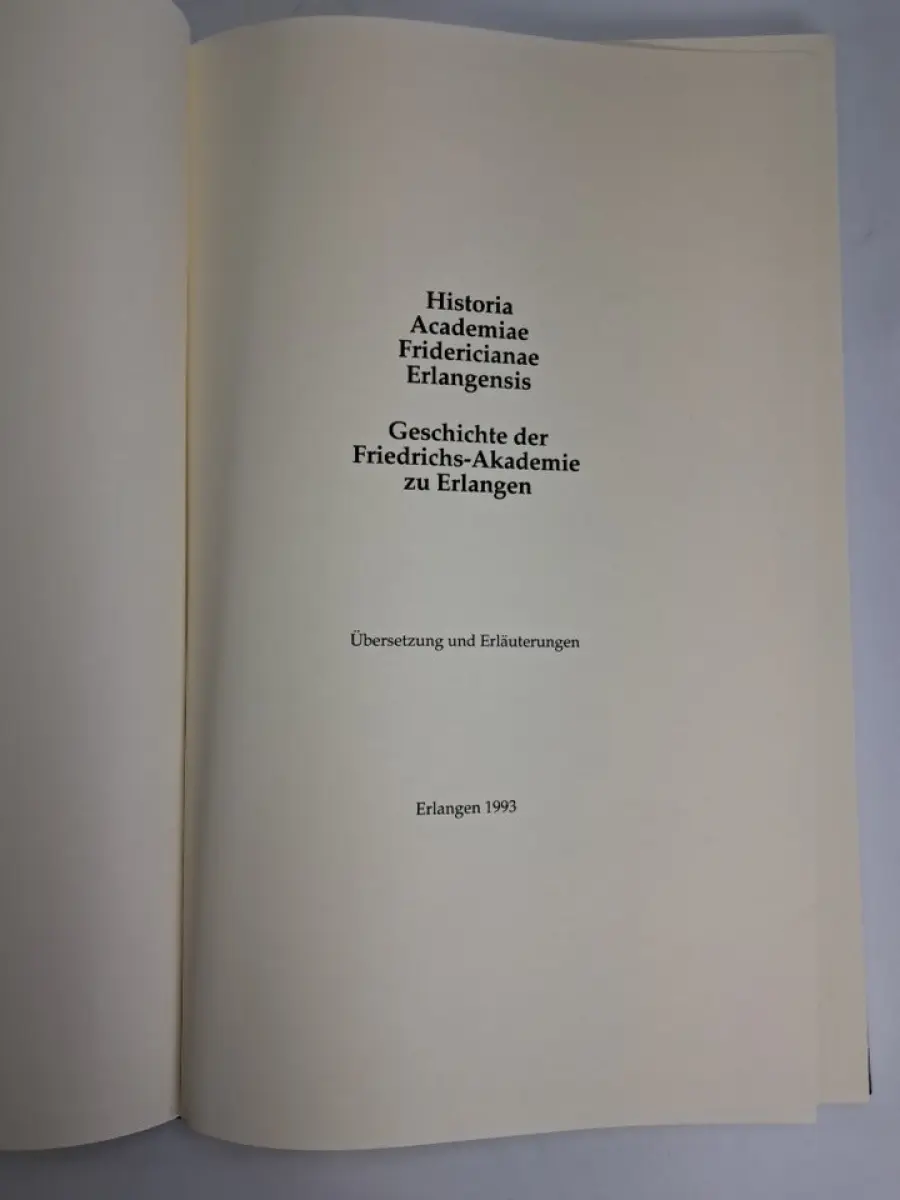 Historia
Academiae
Fridericianae
Erlangensis
Geschichte der
Friedrichs-Akademie
zu Erlangen
Übersetzung und Erläuterungen
Erlangen 1993